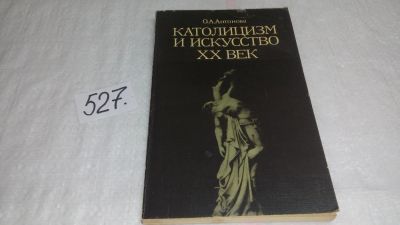 О.А.Антонова
КАТОЛИЦИЗМ
И ИСКУССТВО
XX ВЕК
527.